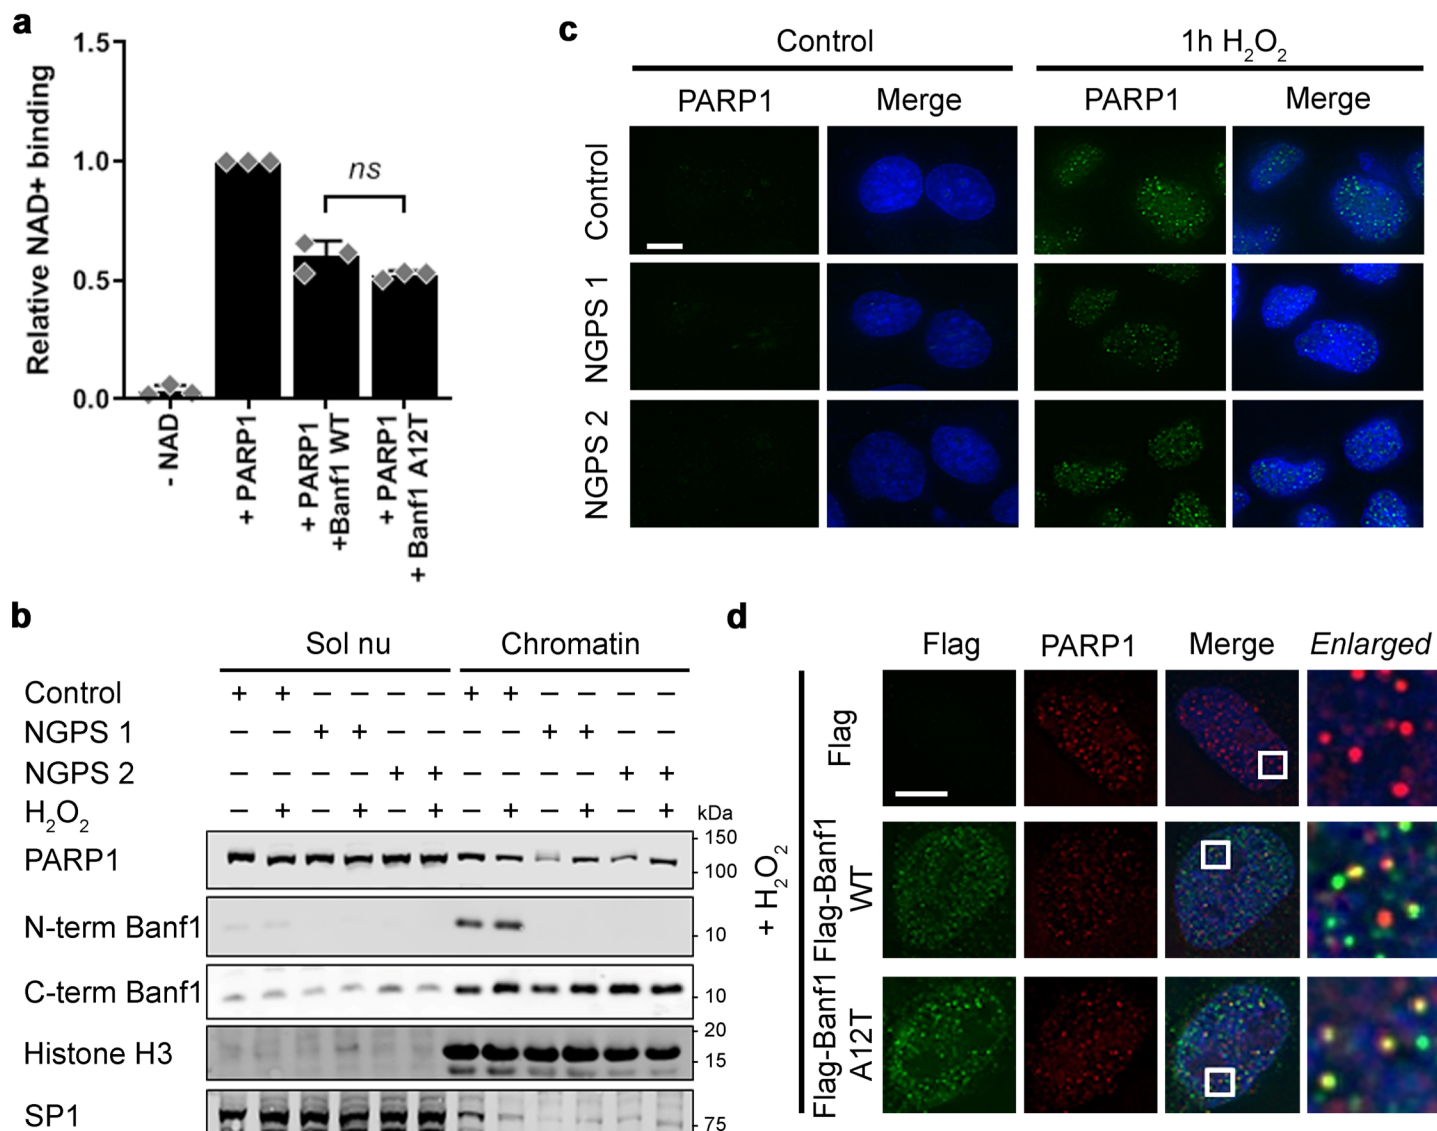 a
1.5
1.0
0.5
0.0
Relative NAD+ binding
ns
- NAD
+ PARP1
+ PARP1
+Banf1 WT
+ PARP1
+ Banf1 A12T
c
Control
1h H₂O₂
PARP1 Merge PARP1 Merge
Control
NGPS 1
NGPS 2
b
Sol nu Chromatin
Control + + – – – – + + – – – –
NGPS 1 – – + + – – – – + + – –
NGPS 2 – – – – + + – – – – + +
H₂O₂ – + – + – + – + – + – + kDa
PARP1 150
100
N-term Banf1 10
C-term Banf1 10
Histone H3 20
15
SP1 75
d
Flag PARP1 Merge Enlarged
+ H₂O₂
Flag
Flag-Banf1
WT
Flag-Banf1
A12T